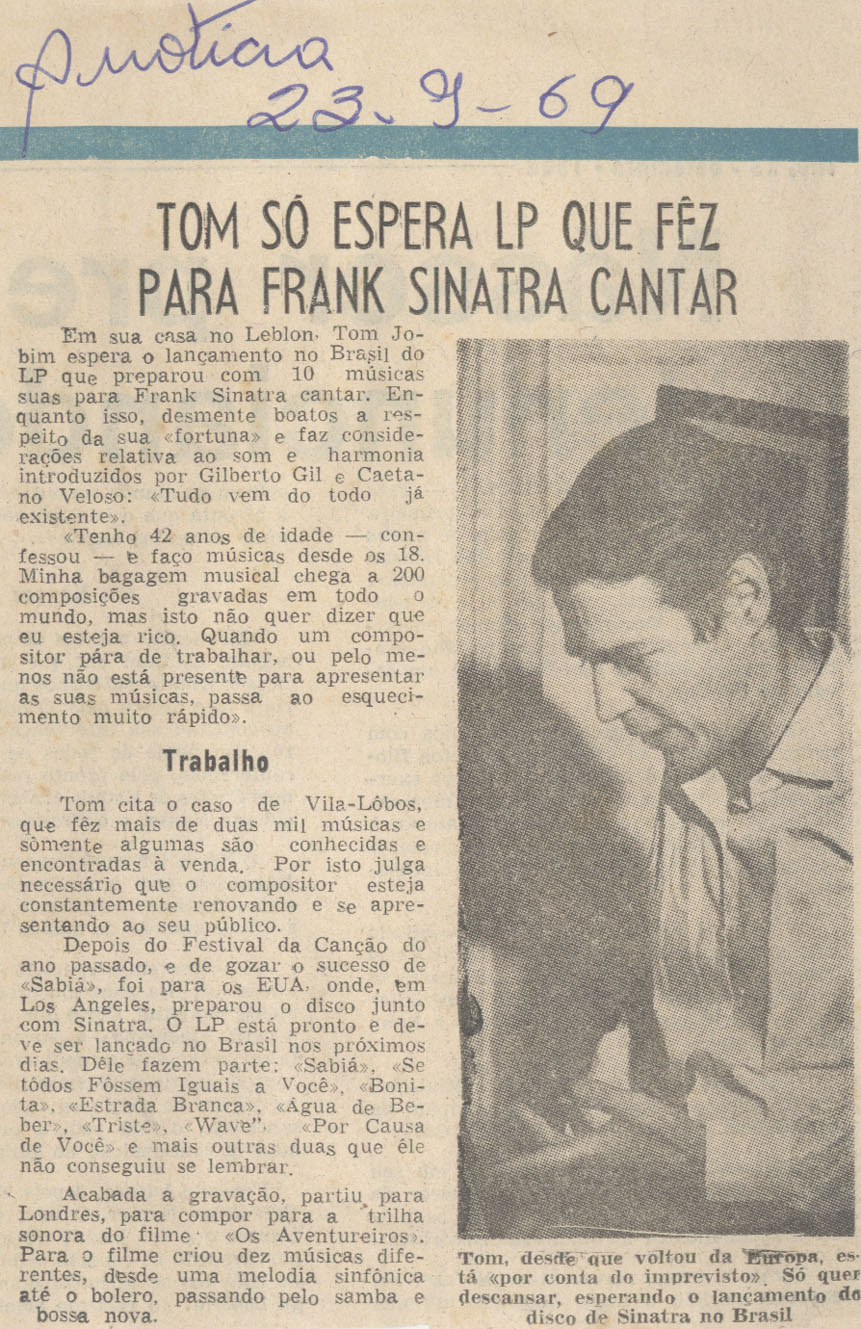 A Notícia
23-9-69
TOM SÓ ESPERA LP QUE FÊZ
PARA FRANK SINATRA CANTAR
Em sua casa no Leblon, Tom Jo-
bim espera o lançamento no Brasil do
LP que preparou com 10 músicas
suas para Frank Sinatra cantar. En-
quanto isso, desmente boatos a res-
peito da sua «fortuna» e faz conside-
rações relativa ao som e harmonia
introduzidos por Gilberto Gil e Caeta-
no Veloso: «Tudo vem do todo já
existente».
«Tenho 42 anos de idade — con-
fessou — e faço músicas desde os 18.
Minha bagagem musical chega a 200
composições gravadas em todo o
mundo, mas isto não quer dizer que
eu esteja rico. Quando um compo-
sitor pára de trabalhar, ou pelo me-
nos não está presente para apresentar
as suas músicas, passa ao esqueci-
mento muito rápido».
Trabalho
Tom cita o caso de Vila-Lôbos,
que fêz mais de duas mil músicas e
sòmente algumas são conhecidas e
encontradas à venda. Por isto julga
necessário que o compositor esteja
constantemente renovando e se apre-
sentando ao seu público.
Depois do Festival da Canção do
ano passado, e de gozar o sucesso de
«Sabiá», foi para os EUA, onde, em
Los Angeles, preparou o disco junto
com Sinatra. O LP está pronto e de-
ve ser lançado no Brasil nos próximos
dias. Dêle fazem parte: «Sabiá», «Se
tôdos Fôssem Iguais a Você», «Boni-
ta», «Estrada Branca», «Água de Be-
ber», «Triste», «Wave”, «Por Causa
de Você» e mais outras duas que êle
não conseguiu se lembrar.
Acabada a gravação, partiu para
Londres, para compor para a trilha
sonora do filme «Os Aventureiros».
Para o filme criou dez músicas dife-
rentes, desde uma melodia sinfônica
até o bolero, passando pelo samba e
bossa nova.
Tom, desde que voltou da Europa, es-
tá «por conta do imprevisto». Só quer
descansar, esperando o lançamento do
disco de Sinatra no Brasil